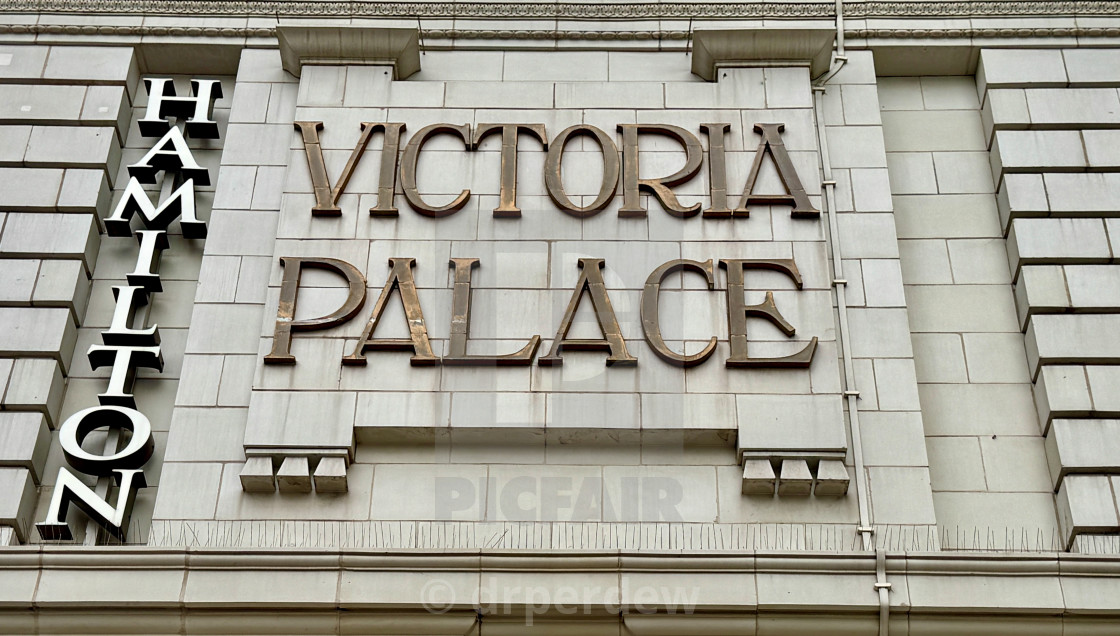 HAMILTON
VICTORIA
PALACE
PICFAIR
© drperdew